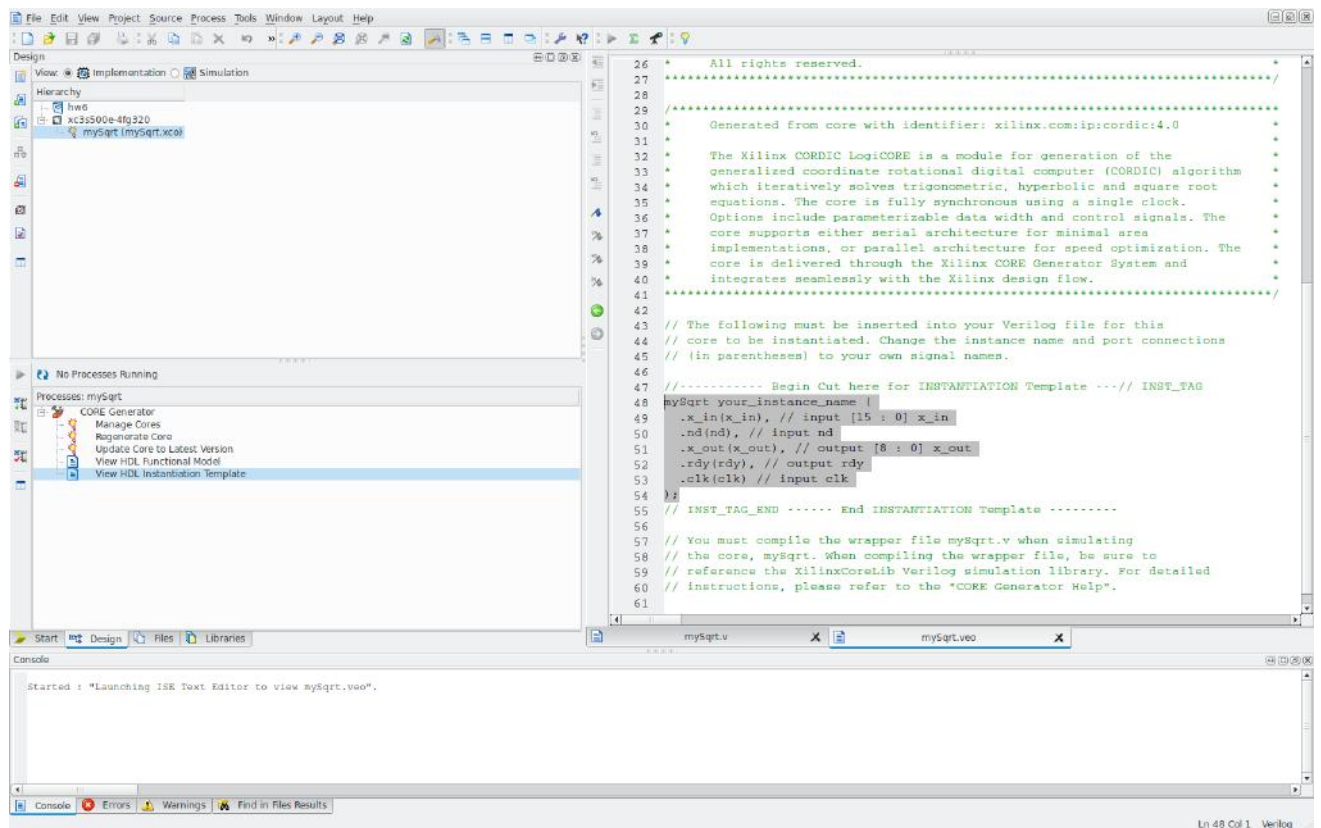 File Edit View Project Source Process Tools Window Layout Help
Design
View: Implementation Simulation
Hierarchy
hw6
xc3s500e-4fg320
mySqrt (mySqrt.xco)
No Processes Running
Processes: mySqrt
CORE Generator
Manage Cores
Regenerate Core
Update Core to Latest Version
View HDL Functional Model
View HDL Instantiation Template
Start Design Files Libraries
26 * All rights reserved. *
27 *******************************************************************************/
28
29 /*******************************************************************************
30 * Generated from core with identifier: xilinx.com:ip:cordic:4.0 *
31 * *
32 * The Xilinx CORDIC LogiCORE is a module for generation of the *
33 * generalized coordinate rotational digital computer (CORDIC) algorithm *
34 * which iteratively solves trigonometric, hyperbolic and square root *
35 * equations. The core is fully synchronous using a single clock. *
36 * Options include parameterizable data width and control signals. The *
37 * core supports either serial architecture for minimal area *
38 * implementations, or parallel architecture for speed optimization. The *
39 * core is delivered through the Xilinx CORE Generator System and *
40 * integrates seamlessly with the Xilinx design flow. *
41 *******************************************************************************/
42
43 // The following must be inserted into your Verilog file for this
44 // core to be instantiated. Change the instance name and port connections
45 // (in parentheses) to your own signal names.
46
47 //----------- Begin Cut here for INSTANTIATION Template ---// INST_TAG
48 mySqrt your_instance_name (
49 .x_in(x_in), // input [15 : 0] x_in
50 .nd(nd), // input nd
51 .x_out(x_out), // output [8 : 0] x_out
52 .rdy(rdy), // output rdy
53 .clk(clk) // input clk
54 );
55 // INST_TAG_END ------ End INSTANTIATION Template ---------
56
57 // You must compile the wrapper file mySqrt.v when simulating
58 // the core, mySqrt. When compiling the wrapper file, be sure to
59 // reference the XilinxCoreLib Verilog simulation library. For detailed
60 // instructions, please refer to the "CORE Generator Help".
61
mySqrt.v mySqrt.veo
Console
Started : "Launching ISE Text Editor to view mySqrt.veo".
Console Errors Warnings Find in Files Results
Ln 48 Col 1 Verilog